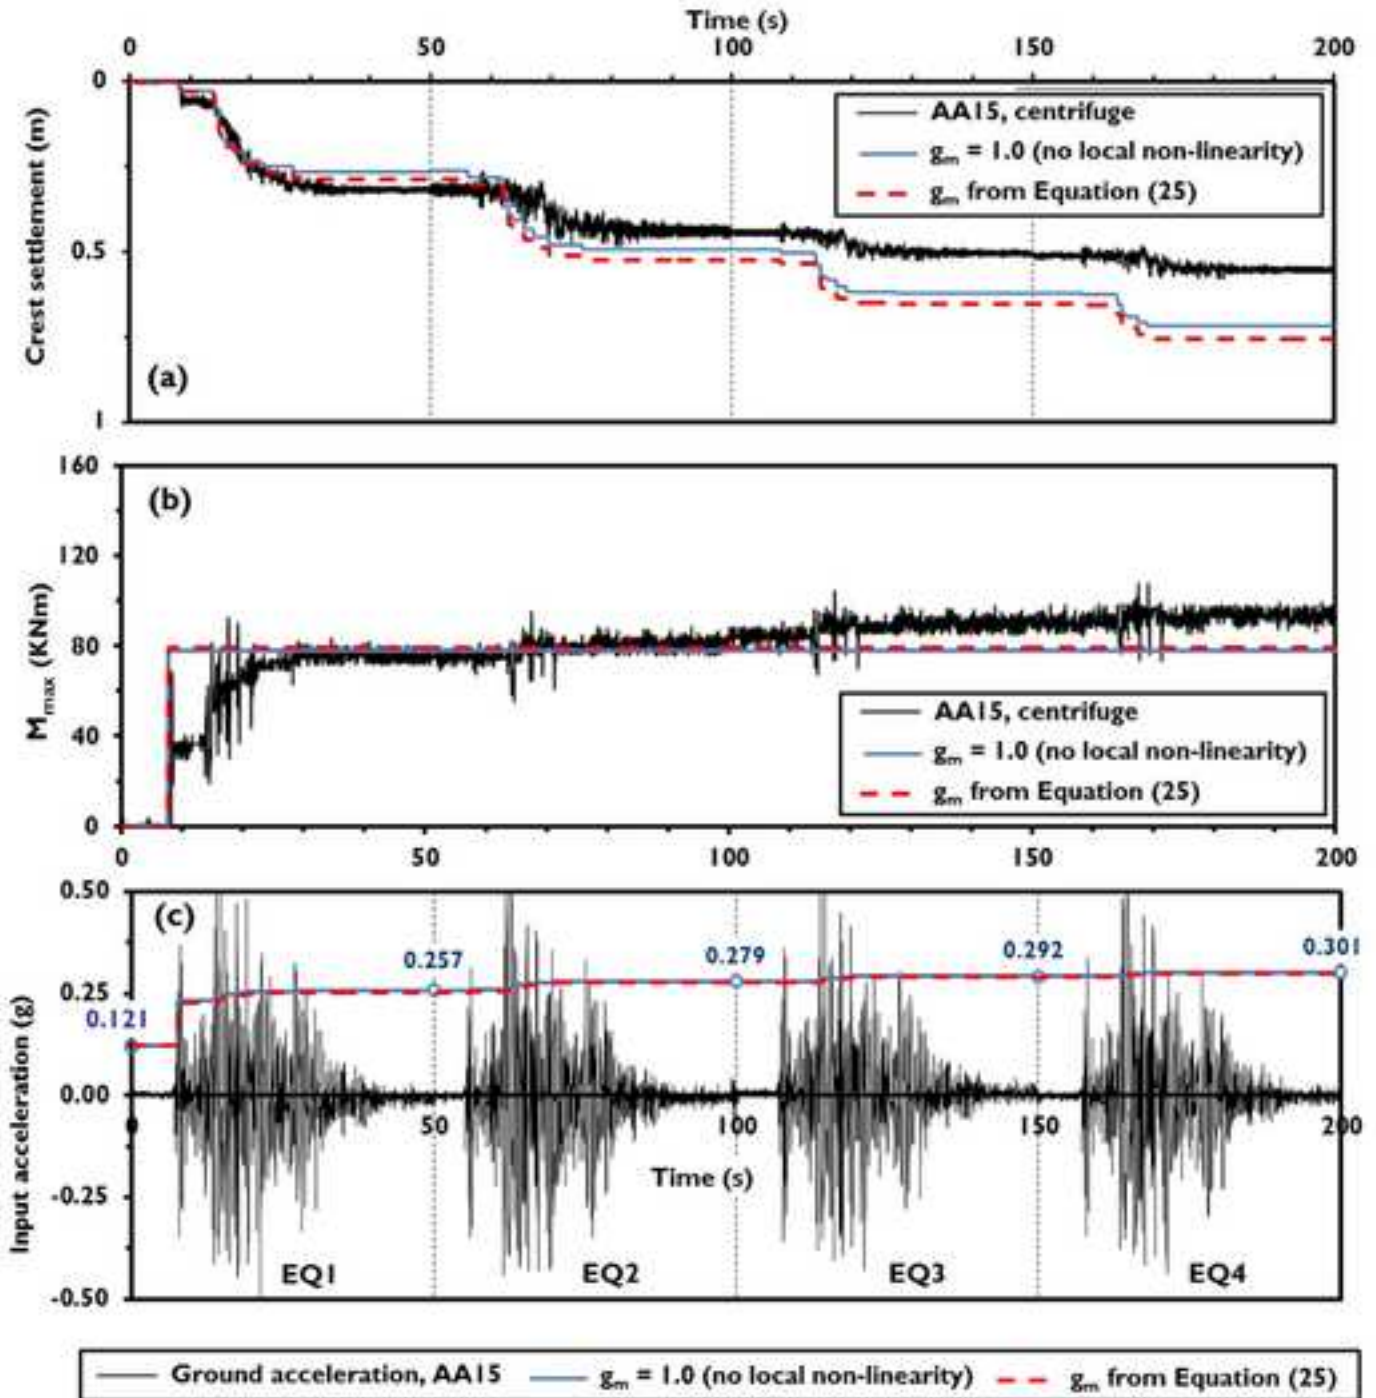 Time (s)
0 50 100 150 200
0
0.5
1
Crest settlement (m)
AA15, centrifuge
gm = 1.0 (no local non-linearity)
gm from Equation (25)
(a)
160
120
80
40
0
Mmax (KNm)
(b)
AA15, centrifuge
gm = 1.0 (no local non-linearity)
gm from Equation (25)
0 50 100 150 200
0.50
0.25
0.00
-0.25
-0.50
Input acceleration (g)
(c)
0.121
0.257
0.279
0.292
0.301
0 50 100 150 200
Time (s)
EQ1 EQ2 EQ3 EQ4
Ground acceleration, AA15 gm = 1.0 (no local non-linearity) gm from Equation (25)